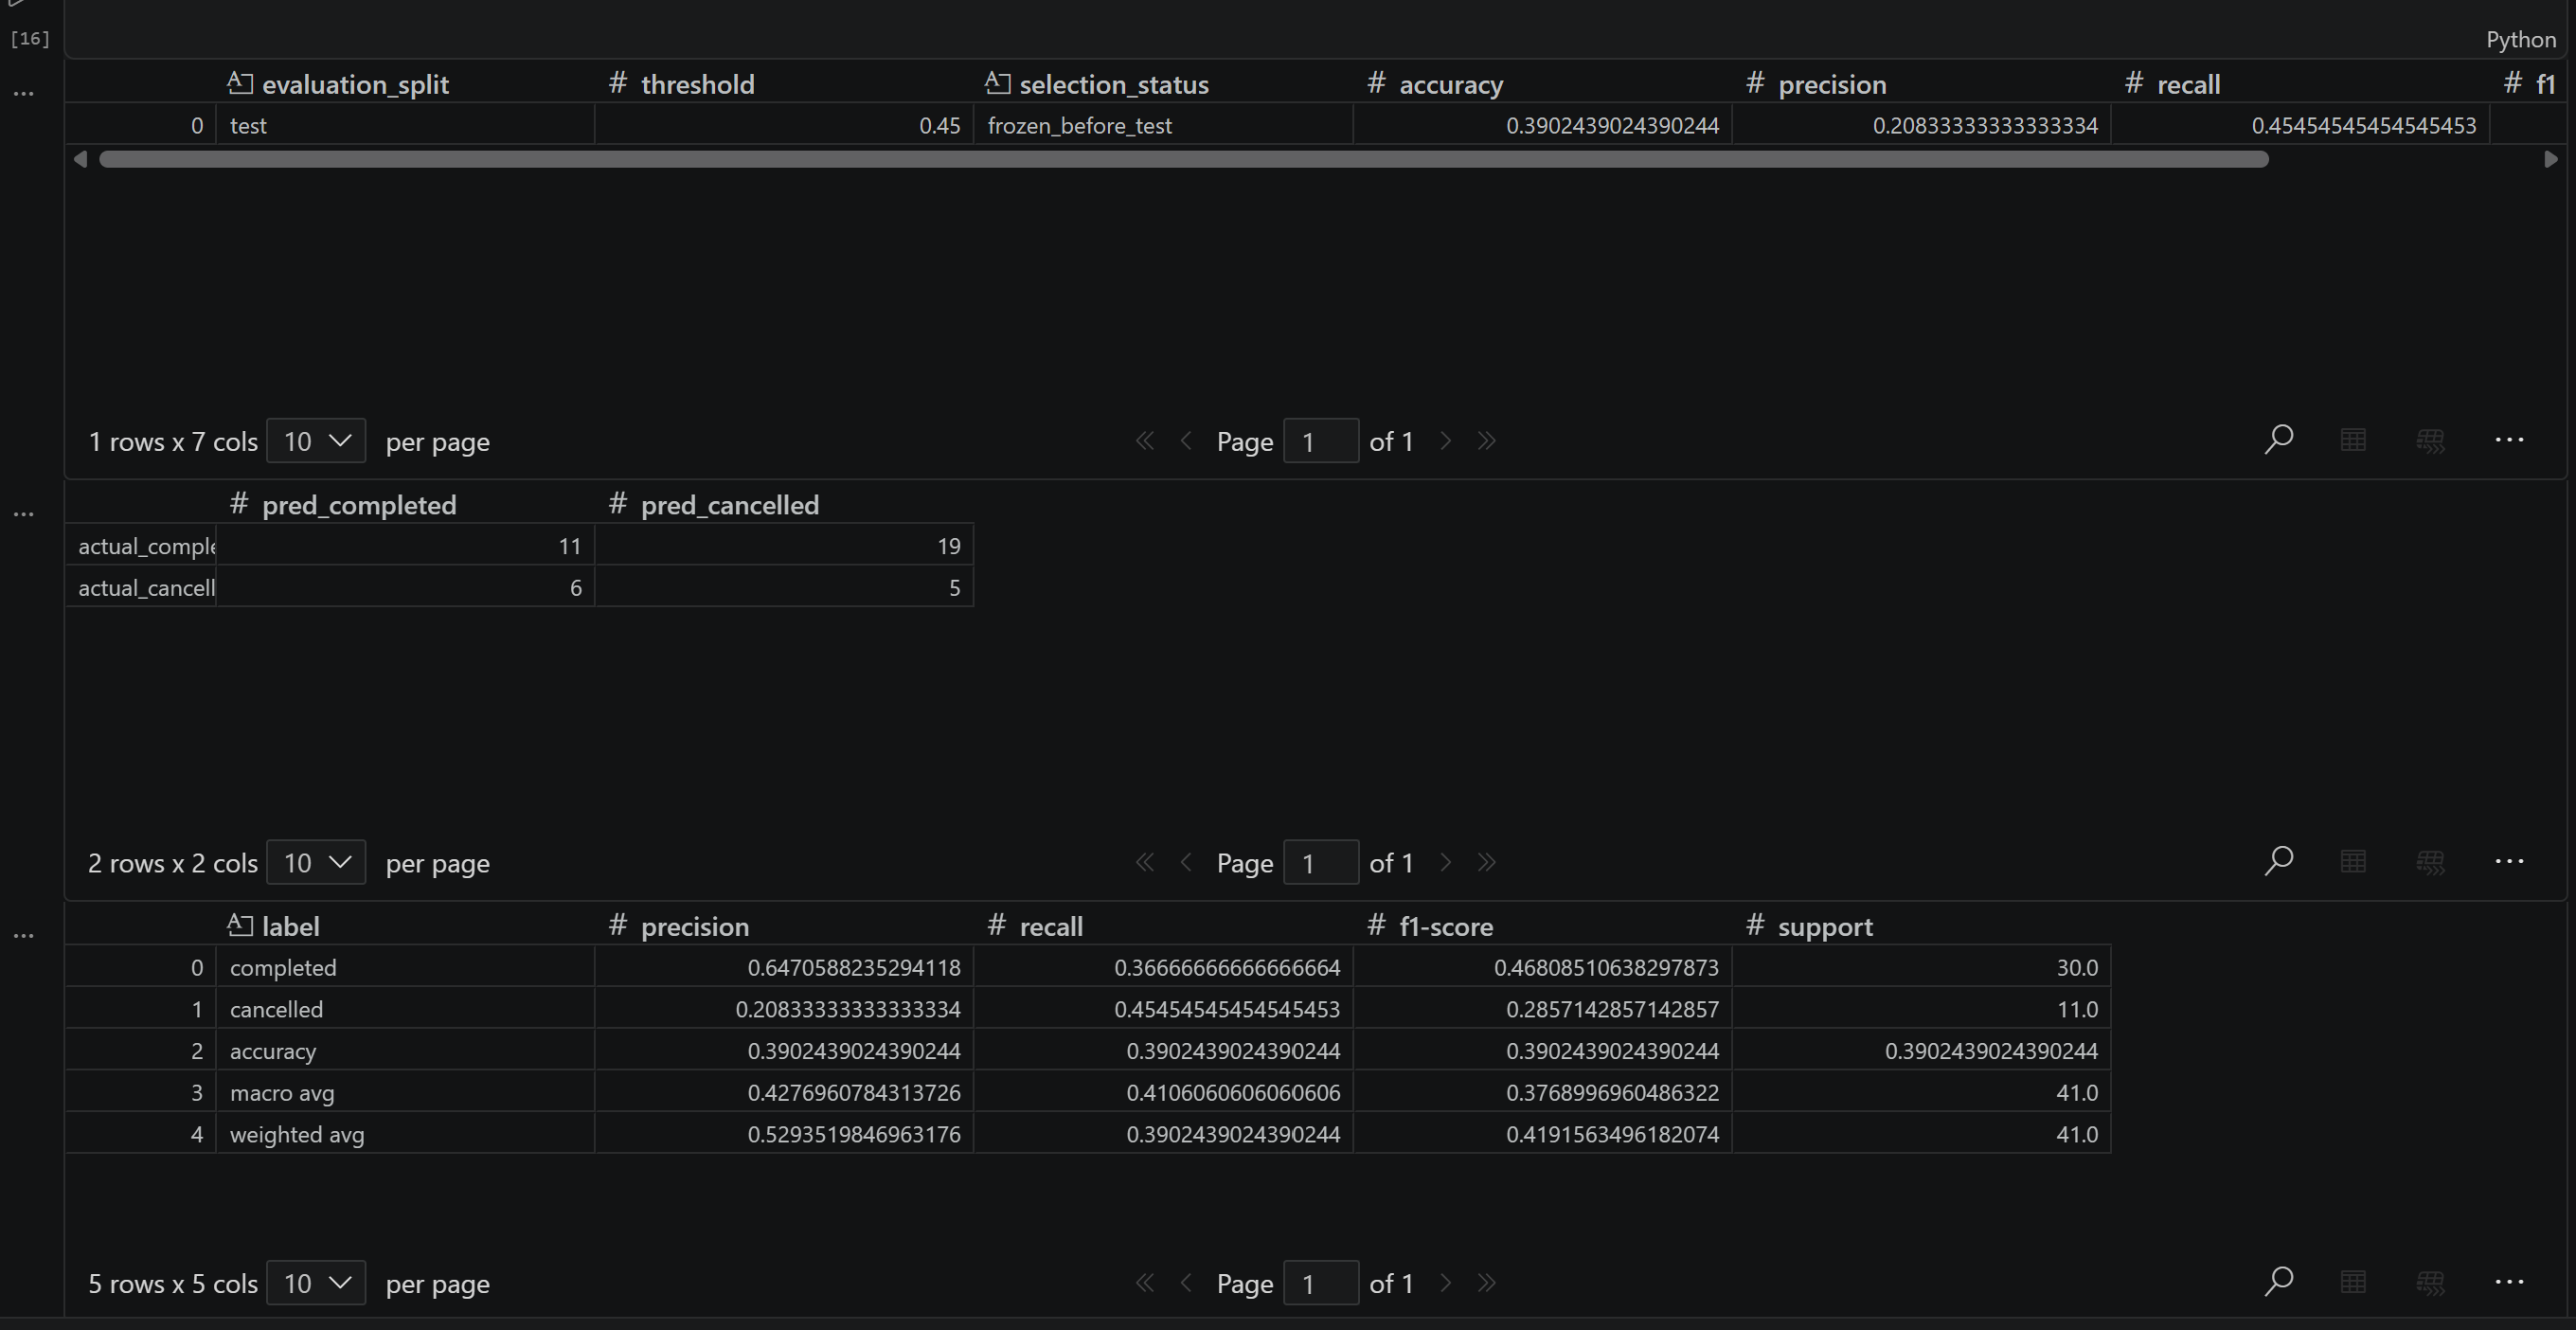 [16]
Python
evaluation_split # threshold selection_status # accuracy # precision # recall # f1
0 test 0.45 frozen_before_test 0.3902439024390244 0.20833333333333334 0.45454545454545453
1 rows x 7 cols 10 per page « < Page 1 of 1 > » ...
... # pred_completed # pred_cancelled
actual_comple 11 19
actual_cancell 6 5
2 rows x 2 cols 10 per page « < Page 1 of 1 > » ...
... label # precision # recall # f1-score # support
0 completed 0.6470588235294118 0.36666666666666664 0.46808510638297873 30.0
1 cancelled 0.20833333333333334 0.45454545454545453 0.2857142857142857 11.0
2 accuracy 0.3902439024390244 0.3902439024390244 0.3902439024390244 0.3902439024390244
3 macro avg 0.4276960784313726 0.4106060606060606 0.3768996960486322 41.0
4 weighted avg 0.5293519846963176 0.3902439024390244 0.4191563496182074 41.0
5 rows x 5 cols 10 per page « < Page 1 of 1 > » ...